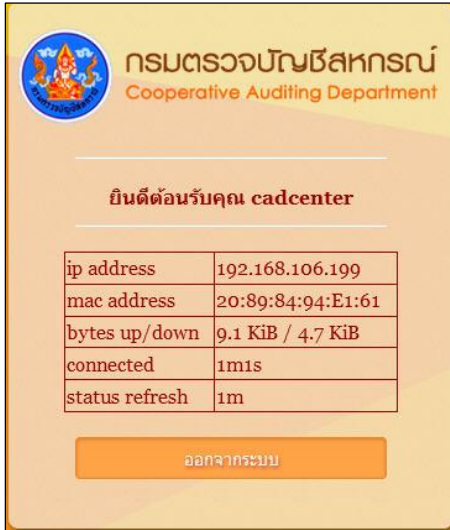 กรมตรวจบัญชีสหกรณ์
Cooperative Auditing Department
ยินดีต้อนรับคุณ cadcenter
ip address 192.168.106.199
mac address 20:89:84:94:E1:61
bytes up/down 9.1 KiB / 4.7 KiB
connected 1m1s
status refresh 1m
ออกจากระบบ